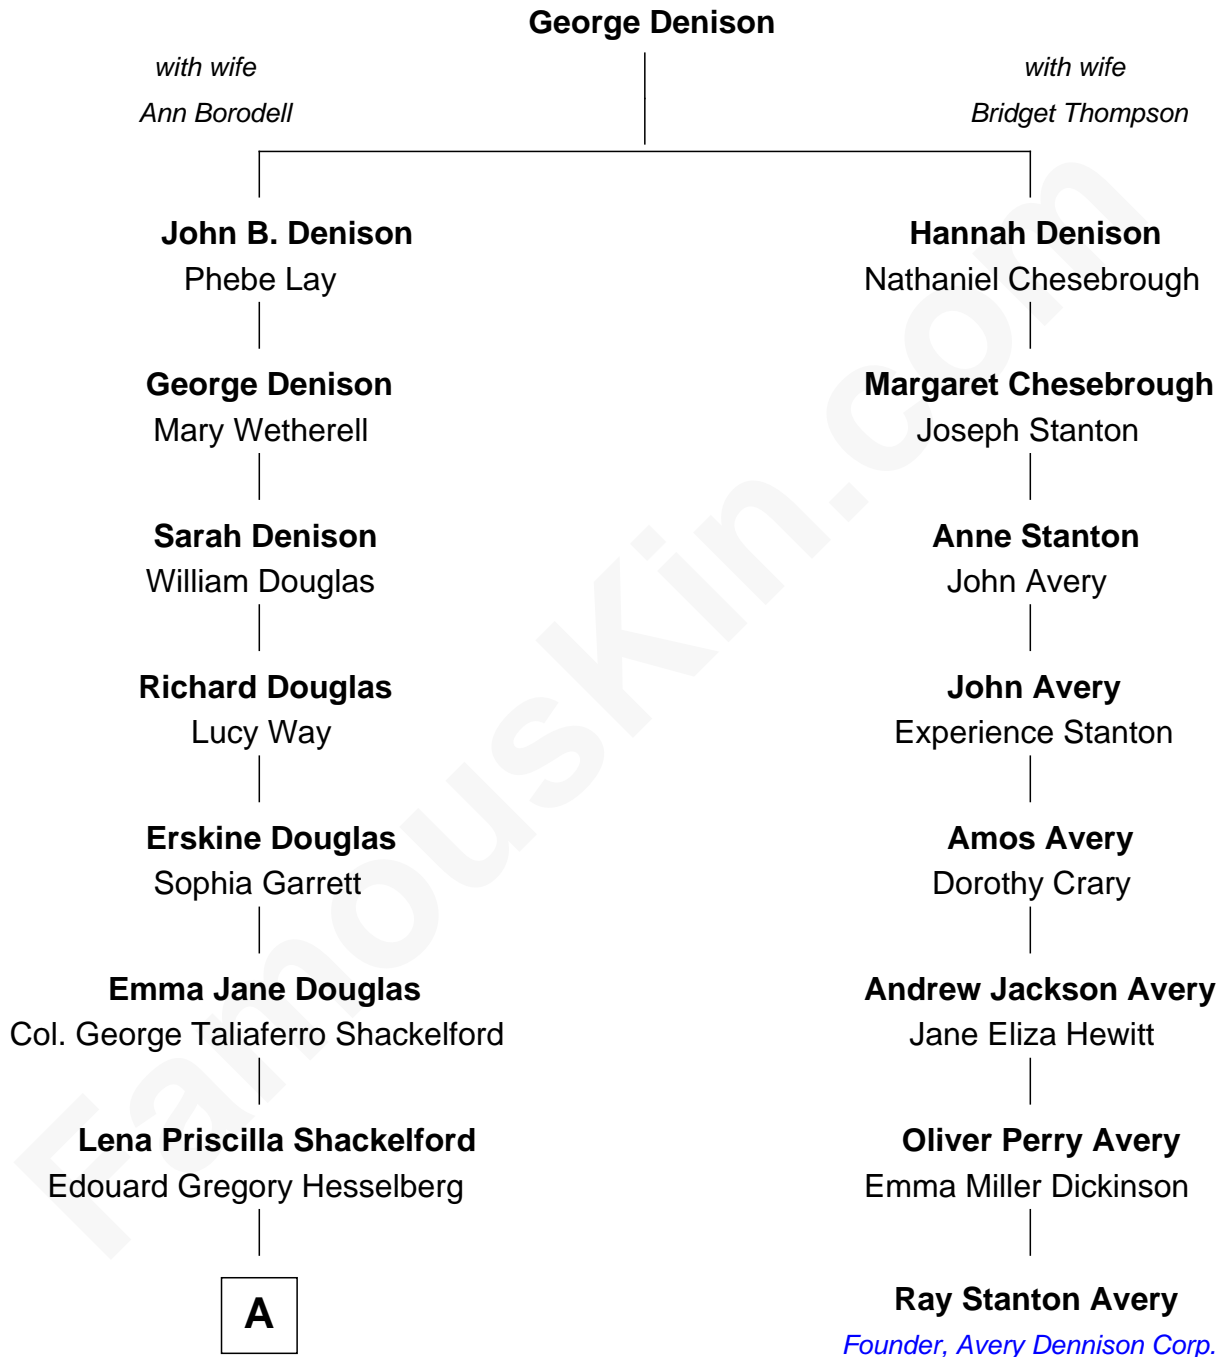 George Denison
with wife
Ann Borodell
with wife
Bridget Thompson
John B. Denison
Phebe Lay
George Denison
Mary Wetherell
Sarah Denison
William Douglas
Richard Douglas
Lucy Way
Erskine Douglas
Sophia Garrett
Emma Jane Douglas
Col. George Taliaferro Shackelford
Lena Priscilla Shackelford
Edouard Gregory Hesselberg
A
Hannah Denison
Nathaniel Chesebrough
Margaret Chesebrough
Joseph Stanton
Anne Stanton
John Avery
John Avery
Experience Stanton
Amos Avery
Dorothy Crary
Andrew Jackson Avery
Jane Eliza Hewitt
Oliver Perry Avery
Emma Miller Dickinson
Ray Stanton Avery
Founder, Avery Dennison Corp.
FamousKin.com